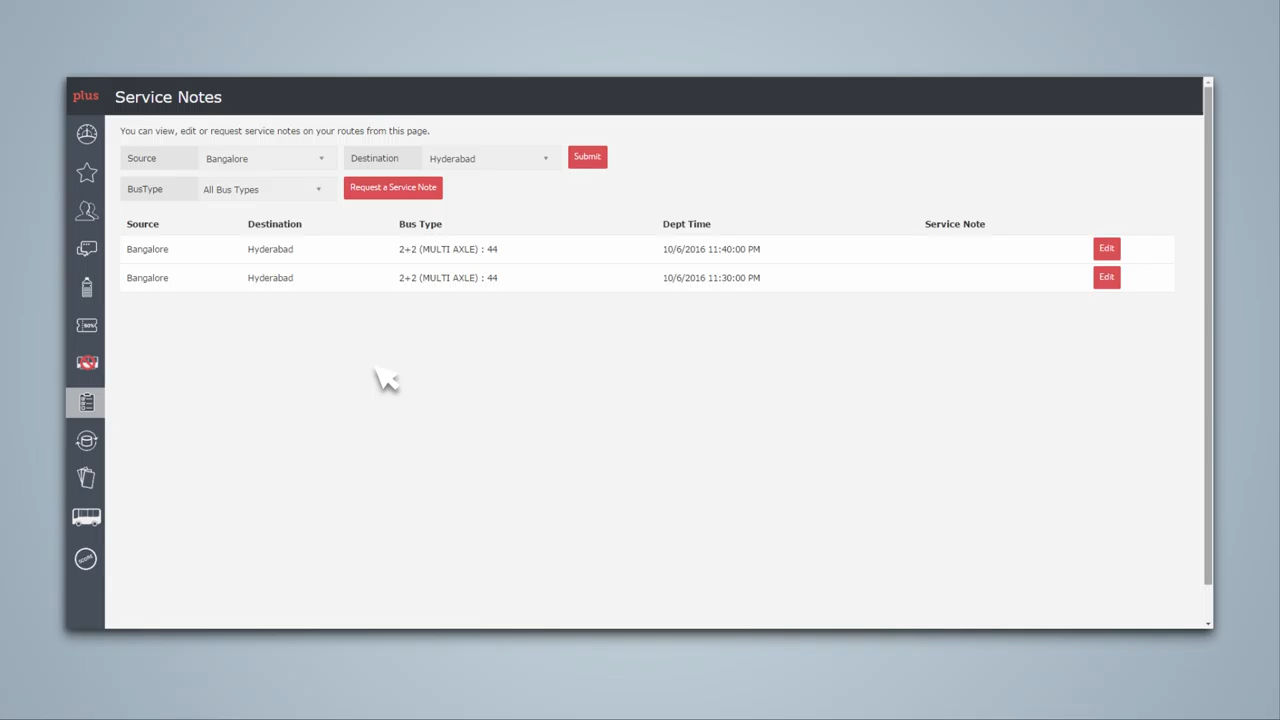 plus Service Notes
You can view, edit or request service notes on your routes from this page.
Source Bangalore Destination Hyderabad Submit
BusType All Bus Types Request a Service Note
Source Destination Bus Type Dept Time Service Note
Bangalore Hyderabad 2+2 (MULTI AXLE) : 44 10/6/2016 11:40:00 PM Edit
Bangalore Hyderabad 2+2 (MULTI AXLE) : 44 10/6/2016 11:30:00 PM Edit
50%
SCORE